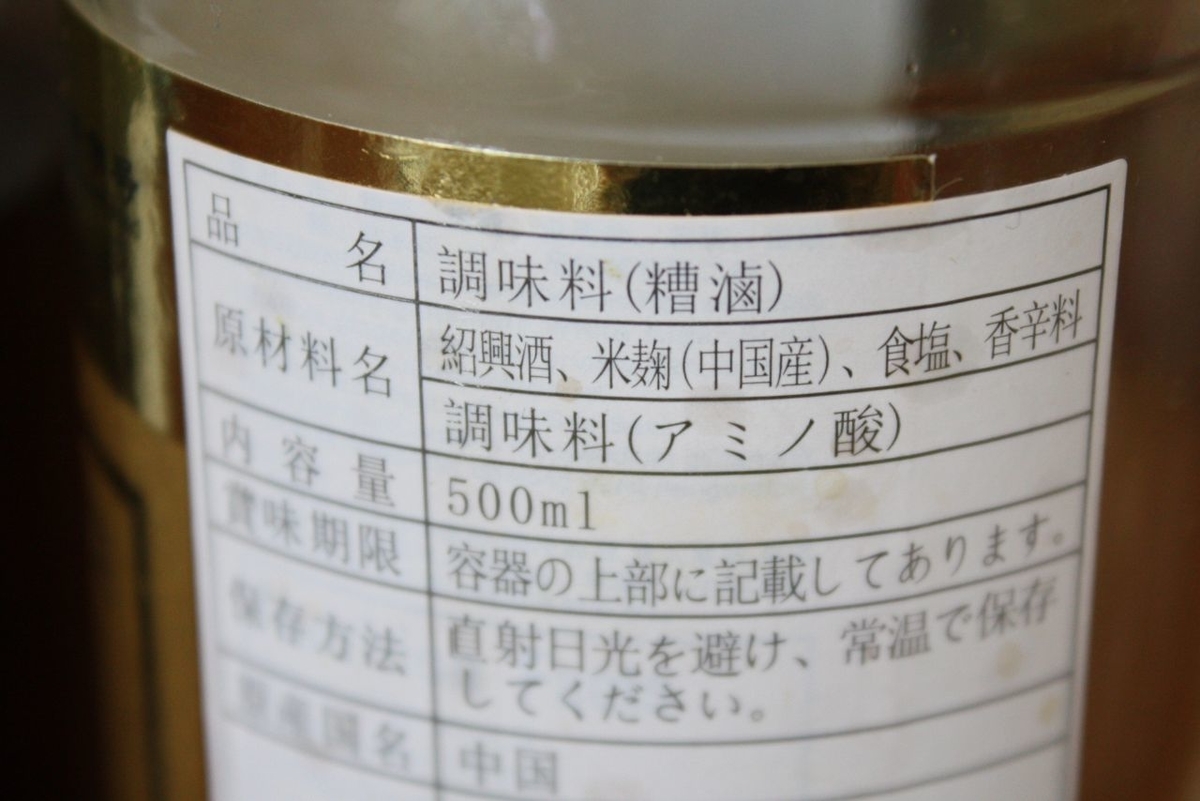 品名 調味料(糟滷)
原材料名 紹興酒、米麹(中国産)、食塩、香辛料
調味料(アミノ酸)
内容量 500ml
賞味期限 容器の上部に記載してあります。
保存方法 直射日光を避け、常温で保存
してください。
原産国名 中国